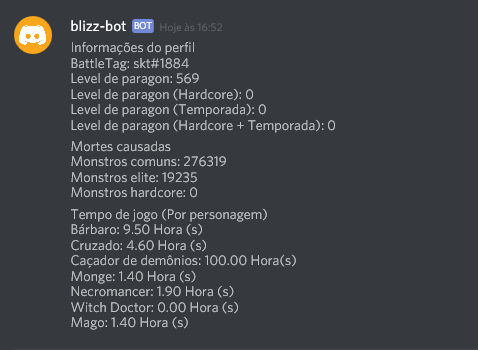 blizz-bot BOT Hoje às 16:52
Informações do perfil
BattleTag: skt#1884
Level de paragon: 569
Level de paragon (Hardcore): 0
Level de paragon (Temporada): 0
Level de paragon (Hardcore + Temporada): 0
Mortes causadas
Monstros comuns: 276319
Monstros elite: 19235
Monstros hardcore: 0
Tempo de jogo (Por personagem)
Bárbaro: 9.50 Hora (s)
Cruzado: 4.60 Hora (s)
Caçador de demônios: 100.00 Hora(s)
Monge: 1.40 Hora (s)
Necromancer: 1.90 Hora (s)
Witch Doctor: 0.00 Hora (s)
Mago: 1.40 Hora (s)